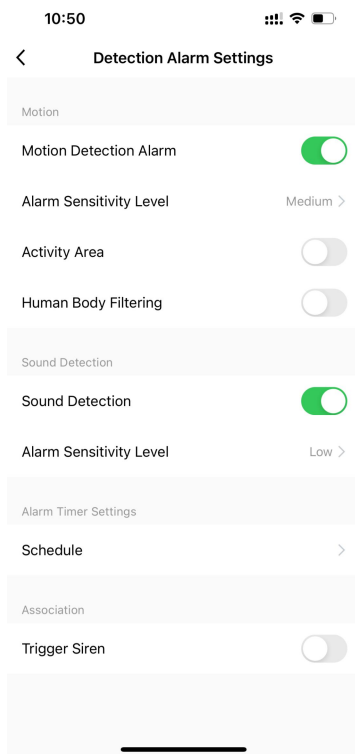 10:50
Detection Alarm Settings
Motion
Motion Detection Alarm
Alarm Sensitivity Level Medium
Activity Area
Human Body Filtering
Sound Detection
Sound Detection
Alarm Sensitivity Level Low
Alarm Timer Settings
Schedule
Association
Trigger Siren